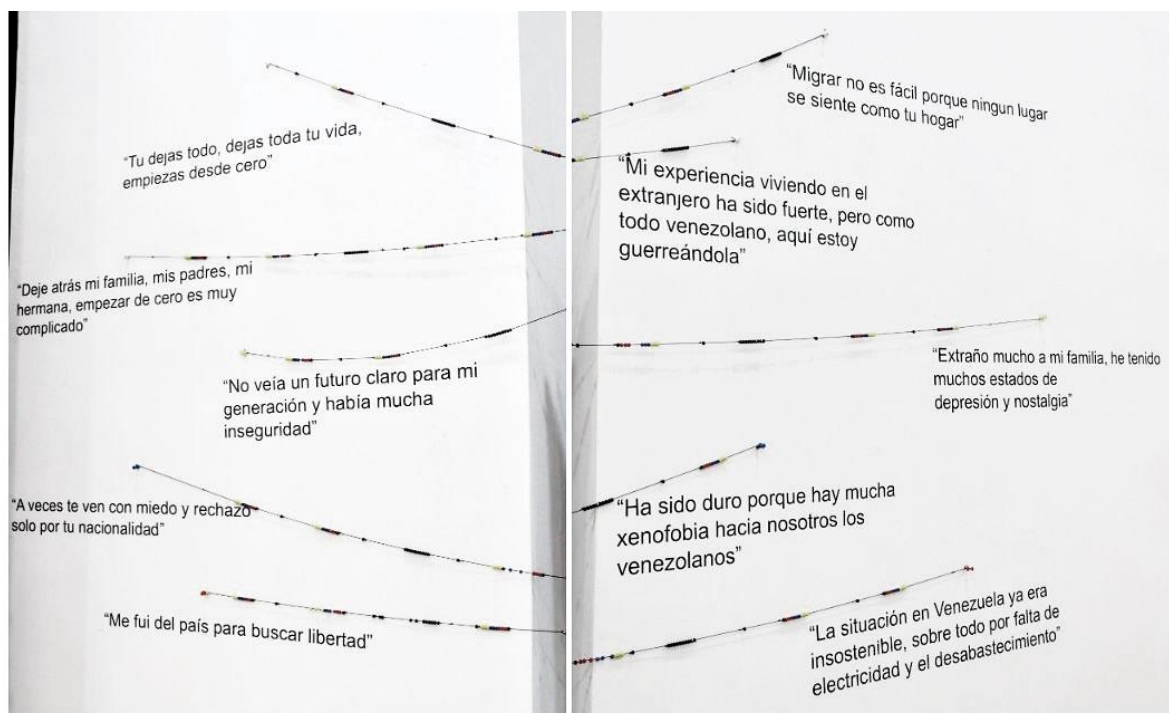 “Tu dejas todo, dejas toda tu vida,
empiezas desde cero”
“Deje atrás mi familia, mis padres, mi
hermana, empezar de cero es muy
complicado”
“No veía un futuro claro para mi
generación y había mucha
inseguridad”
“A veces te ven con miedo y rechazo
solo por tu nacionalidad”
“Me fui del país para buscar libertad”
“Migrar no es fácil porque ningun lugar
se siente como tu hogar”
“Mi experiencia viviendo en el
extranjero ha sido fuerte, pero como
todo venezolano, aquí estoy
guerreándola”
“Extraño mucho a mi familia, he tenido
muchos estados de
depresión y nostalgia”
“Ha sido duro porque hay mucha
xenofobia hacia nosotros los
venezolanos”
“La situación en Venezuela ya era
insostenible, sobre todo por falta de
electricidad y el desabastecimiento”